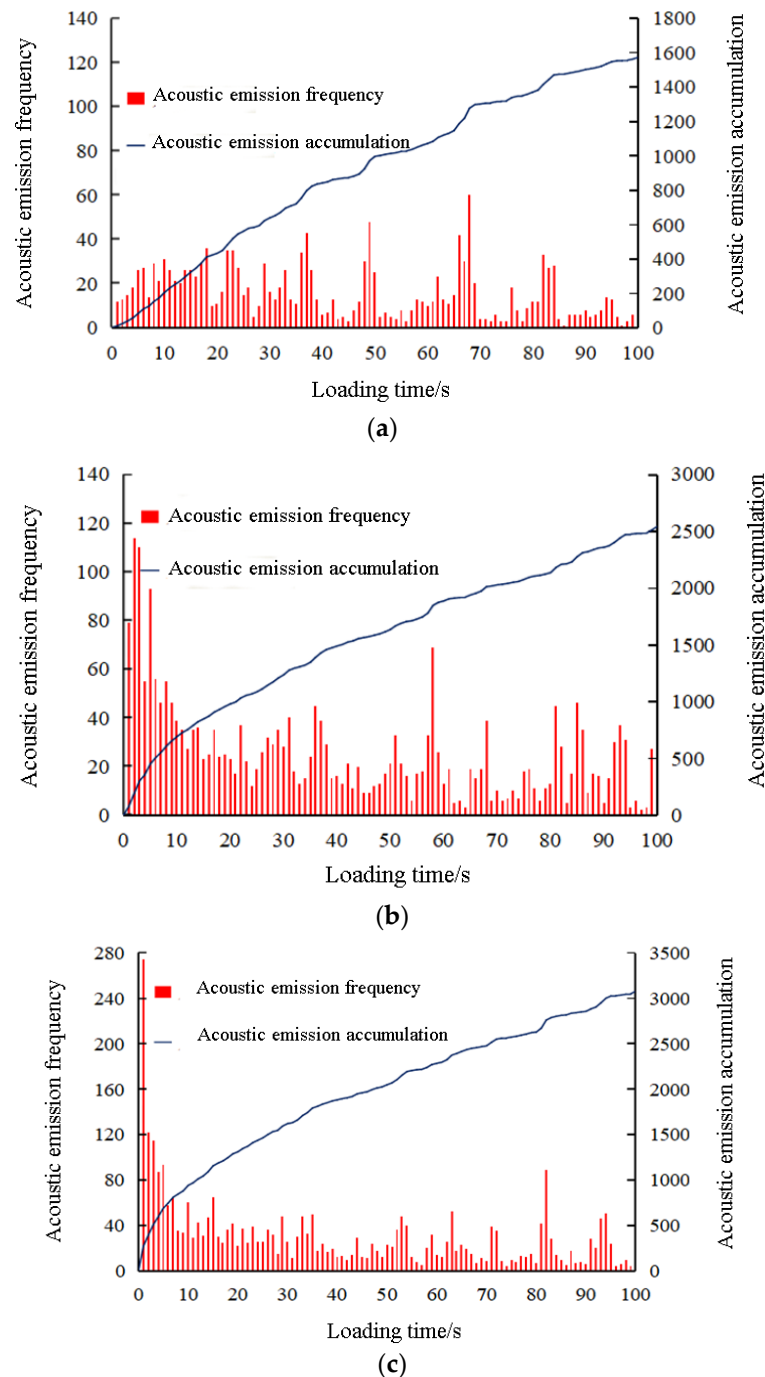 140
120
100
80
60
40
20
0
1800
1600
1400
1200
1000
800
600
400
200
0
Acoustic emission frequency
Acoustic emission accumulation
Acoustic emission frequency
Acoustic emission accumulation
0 10 20 30 40 50 60 70 80 90 100
Loading time/s
(a)
140
120
100
80
60
40
20
0
3000
2500
2000
1500
1000
500
0
Acoustic emission frequency
Acoustic emission accumulation
Acoustic emission frequency
Acoustic emission accumulation
0 10 20 30 40 50 60 70 80 90 100
Loading time/s
(b)
280
240
200
160
120
80
40
0
3500
3000
2500
2000
1500
1000
500
0
Acoustic emission frequency
Acoustic emission accumulation
Acoustic emission frequency
Acoustic emission accumulation
0 10 20 30 40 50 60 70 80 90 100
Loading time/s
(c)